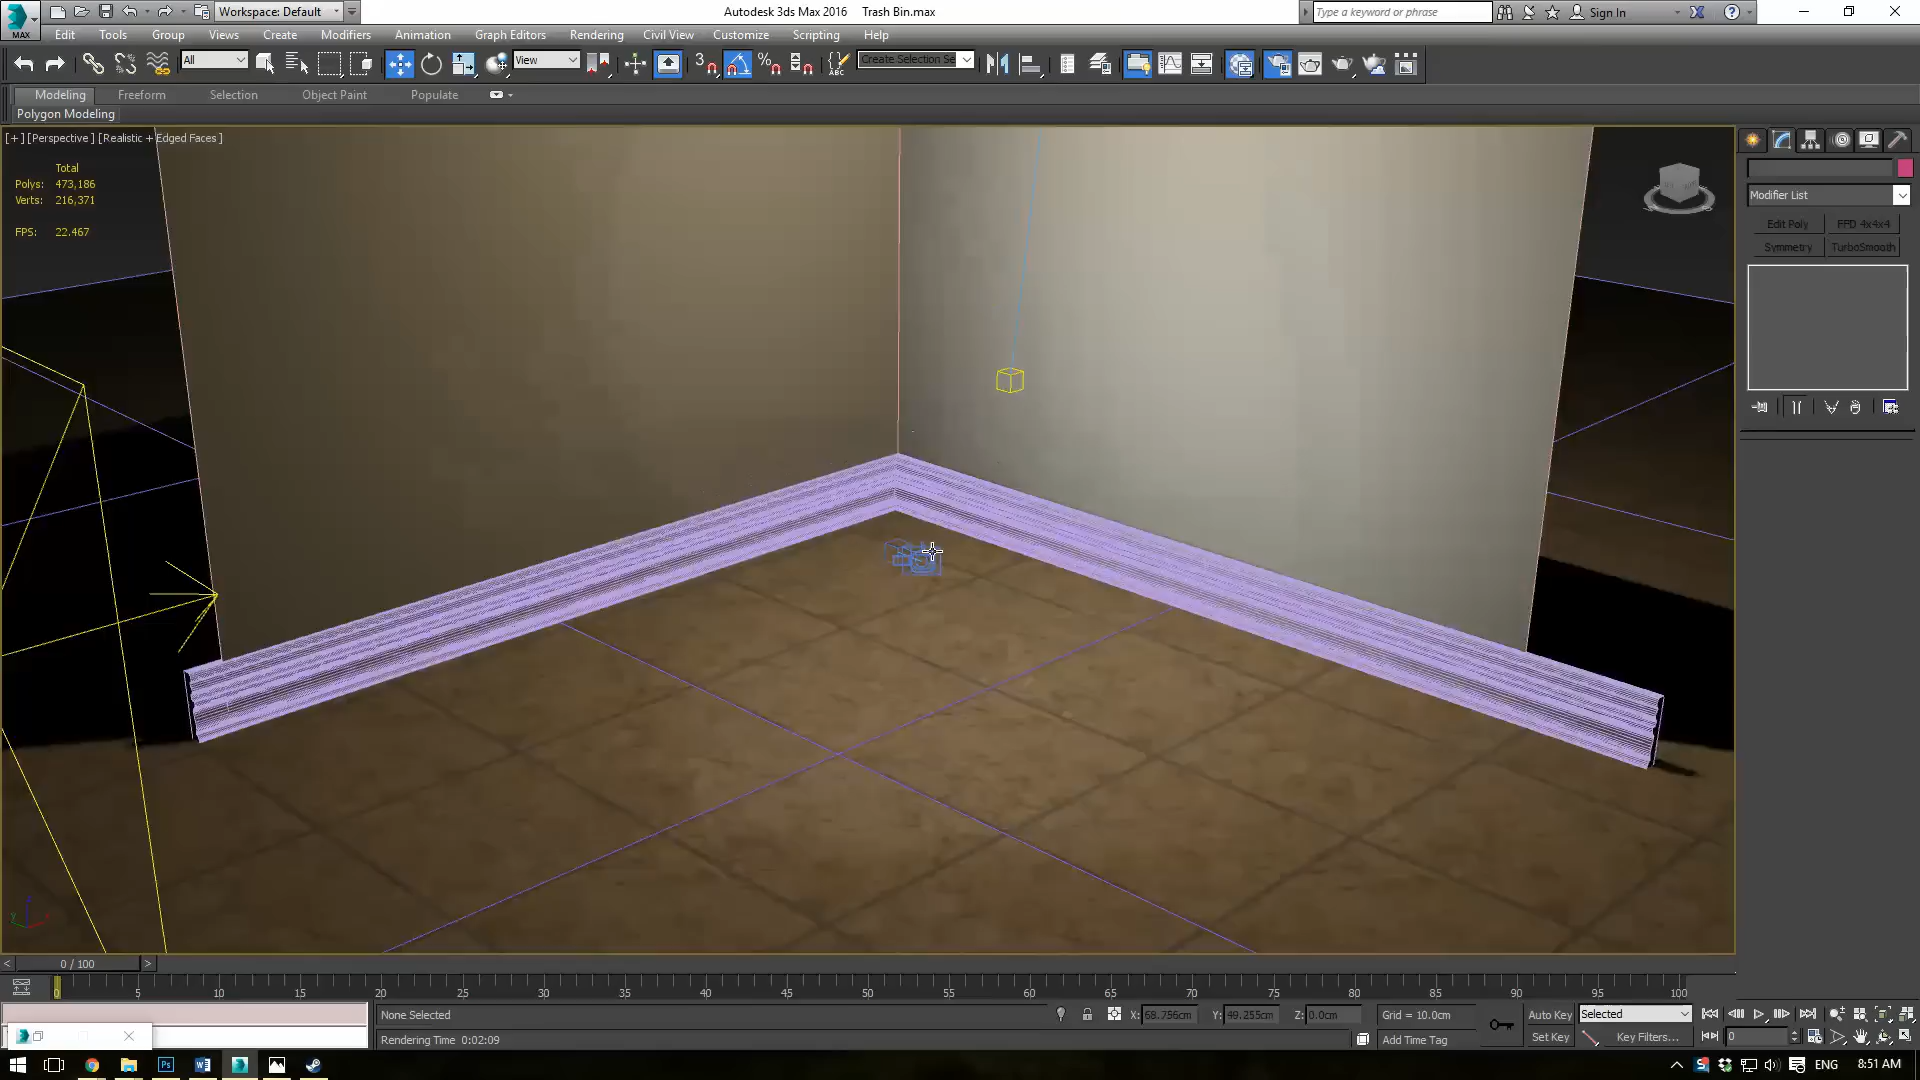 MAX
Workspace: Default
Autodesk 3ds Max 2016 Trash Bin.max
Type a keyword or phrase
Sign In
Edit Tools Group Views Create Modifiers Animation Graph Editors Rendering Civil View Customize Scripting Help
All
View
3
%
ABC
Create Selection Se
Modeling Freeform Selection Object Paint Populate
Polygon Modeling
[+] [Perspective] [Realistic + Edged Faces]
Total
Polys: 473,186
Verts: 216,371
FPS: 22.467
Modifier List
Edit Poly FFD 4x4x4
Symmetry TurboSmooth
0 / 100
0 5 10 15 20 25 30 35 40 45 50 55 60 65 70 75 80 85 90 95 100
None Selected
X: 68.756cm Y: 49.255cm Z: 0.0cm
Grid = 10.0cm
Auto Key
Selected
Rendering Time 0:02:09
Add Time Tag
Set Key
Key Filters...
0
ENG
8:51 AM